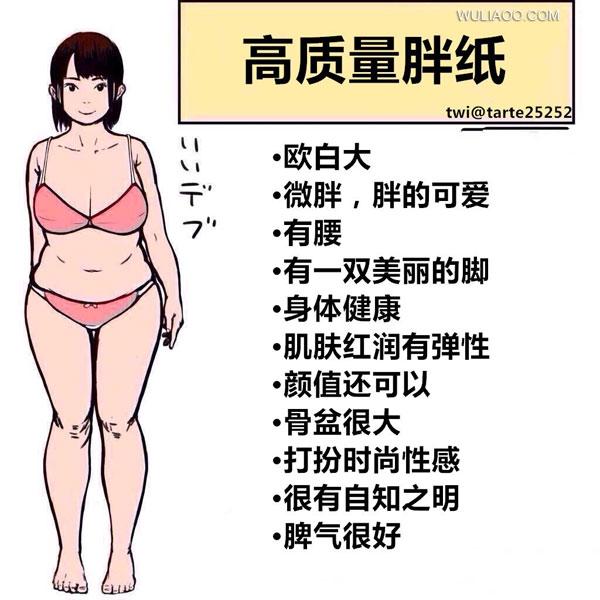 WULIAOO.COM
高质量胖纸
twi@tarte25252
いいデブ
•欧白大
•微胖，胖的可爱
•有腰
•有一双美丽的脚
•身体健康
•肌肤红润有弹性
•颜值还可以
•骨盆很大
•打扮时尚性感
•很有自知之明
•脾气很好